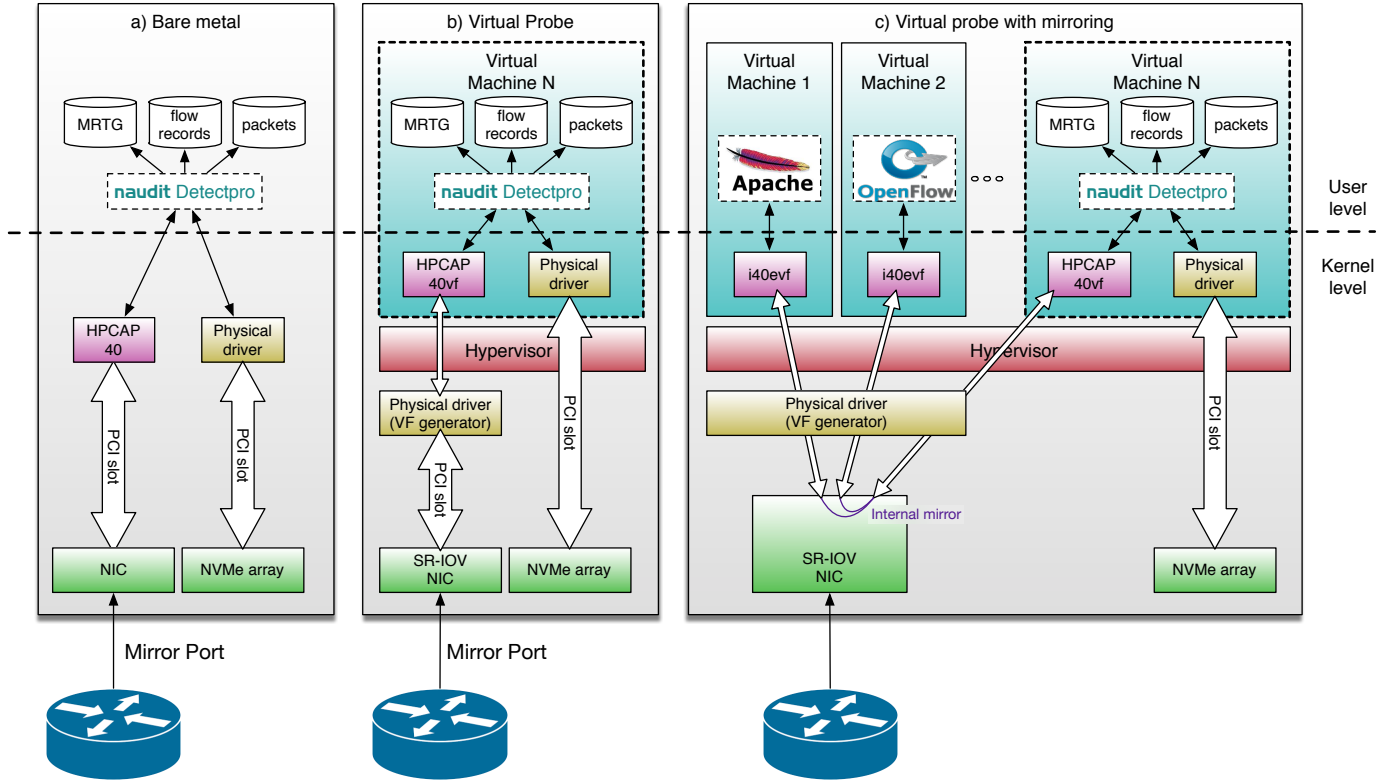 a) Bare metal
MRTG
flow
records
packets
naudit Detectpro
HPCAP
40
Physical
driver
PCI slot
PCI slot
NIC
NVMe array
Mirror Port
b) Virtual Probe
Virtual
Machine N
MRTG
flow
records
packets
naudit Detectpro
HPCAP
40vf
Physical
driver
Hypervisor
Physical driver
(VF generator)
PCI slot
PCI slot
SR-IOV
NIC
NVMe array
Mirror Port
c) Virtual probe with mirroring
Virtual
Machine 1
Apache
i40evf
Virtual
Machine 2
OpenFlow
TM
i40evf
Virtual
Machine N
MRTG
flow
records
packets
naudit Detectpro
HPCAP
40vf
Physical
driver
Hypervisor
Physical driver
(VF generator)
PCI slot
Internal mirror
SR-IOV
NIC
NVMe array
User
level
Kernel
level